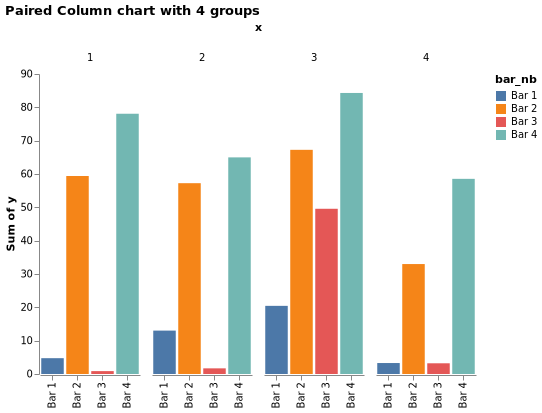 Paired Column chart with 4 groups
x
1 2 3 4
90
80
70
60
50
40
30
20
10
0
Sum of y
Bar 1 Bar 2 Bar 3 Bar 4 Bar 1 Bar 2 Bar 3 Bar 4 Bar 1 Bar 2 Bar 3 Bar 4 Bar 1 Bar 2 Bar 3 Bar 4
bar_nb
Bar 1
Bar 2
Bar 3
Bar 4